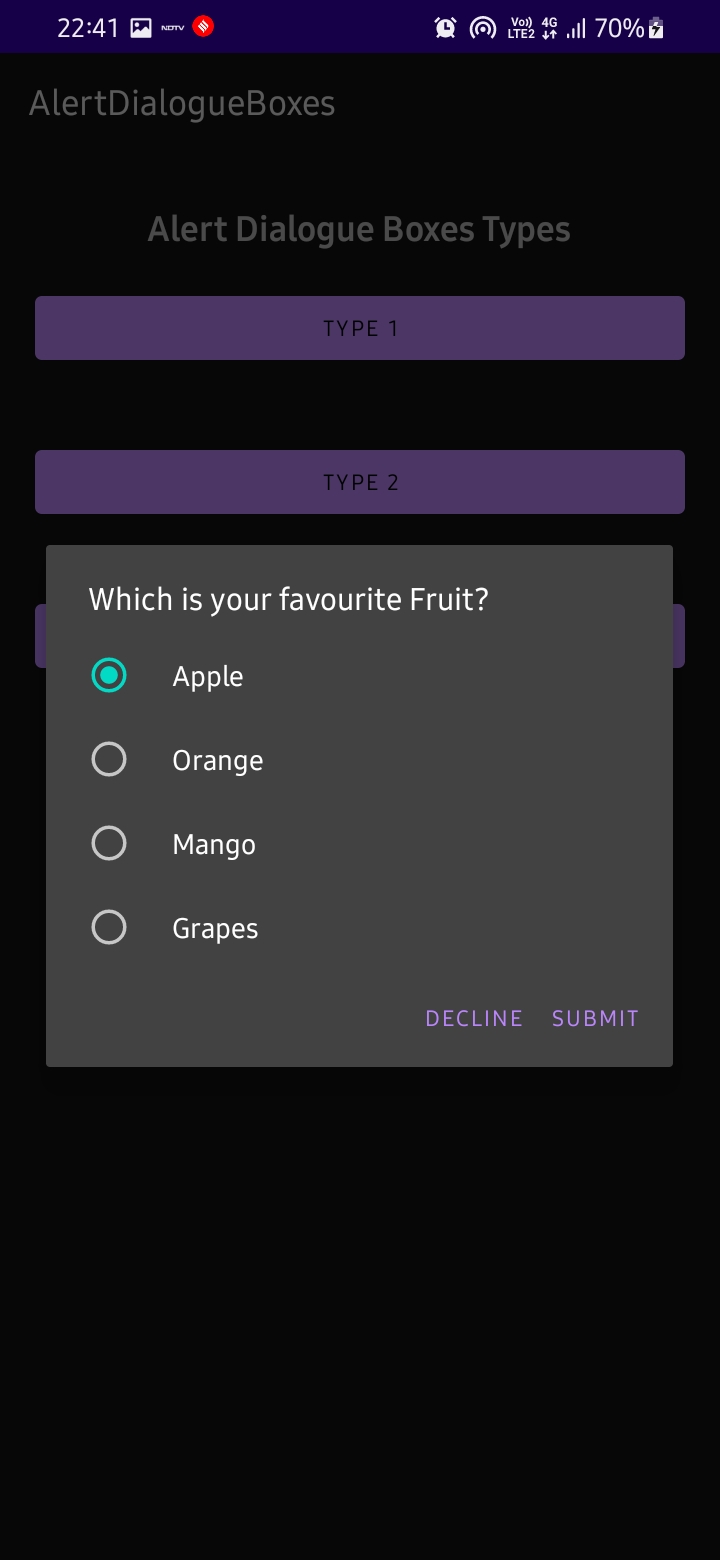 22:41 NDTV Vo)) LTE2 4G 70%
AlertDialogueBoxes
Alert Dialogue Boxes Types
TYPE 1
TYPE 2
Which is your favourite Fruit?
Apple
Orange
Mango
Grapes
DECLINE SUBMIT